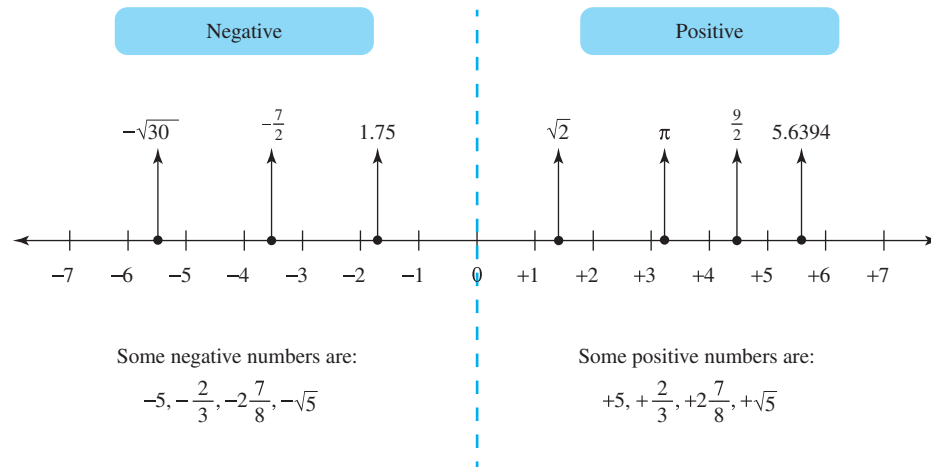 Negative Positive
−√30 −7/2 1.75 √2 π 9/2 5.6394
−7 −6 −5 −4 −3 −2 −1 0 +1 +2 +3 +4 +5 +6 +7
Some negative numbers are:
−5, −2/3, −2 7/8, −√5
Some positive numbers are:
+5, +2/3, +2 7/8, +√5